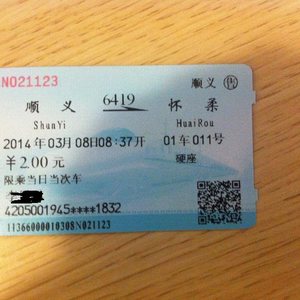 N021123 顺义 售
顺义 6419 怀柔
ShunYi HuaiRou
2014年03月08日08:37开 01车011号
¥2.00元 硬座
限乘当日当次车
4205001945****1832
11366000010308N021123